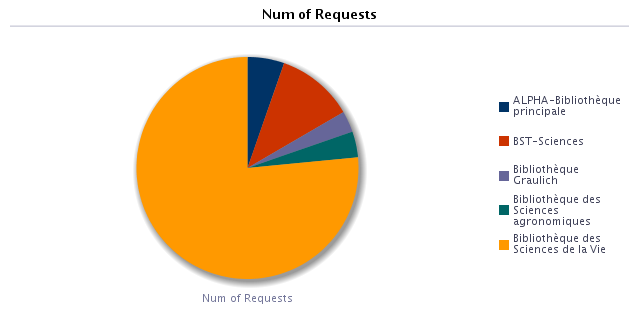 Num of Requests
ALPHA-Bibliothèque
principale
BST-Sciences
Bibliothèque
Graulich
Bibliothèque des
Sciences
agronomiques
Bibliothèque des
Sciences de la Vie
Num of Requests